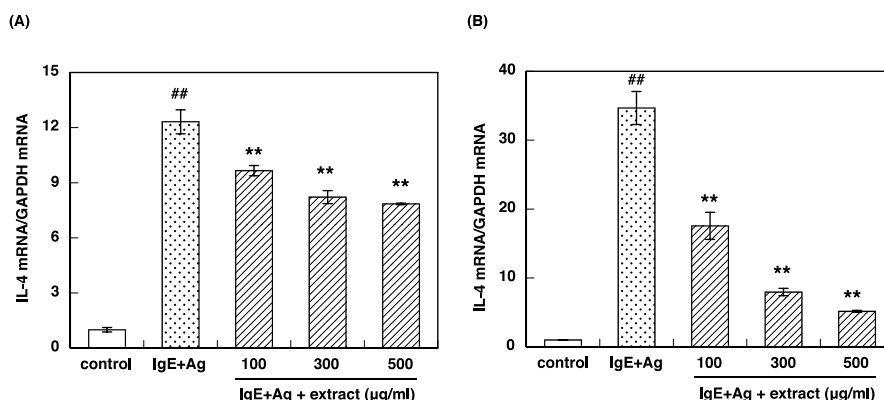 (A)
IL-4 mRNA/GAPDH mRNA
15
12
9
6
3
0
##
**
**
**
control IgE+Ag 100 300 500
IgE+Ag + extract (μg/ml)
(B)
IL-4 mRNA/GAPDH mRNA
40
30
20
10
0
##
**
**
**
control IgE+Ag 100 300 500
IgE+Ag + extract (μg/ml)